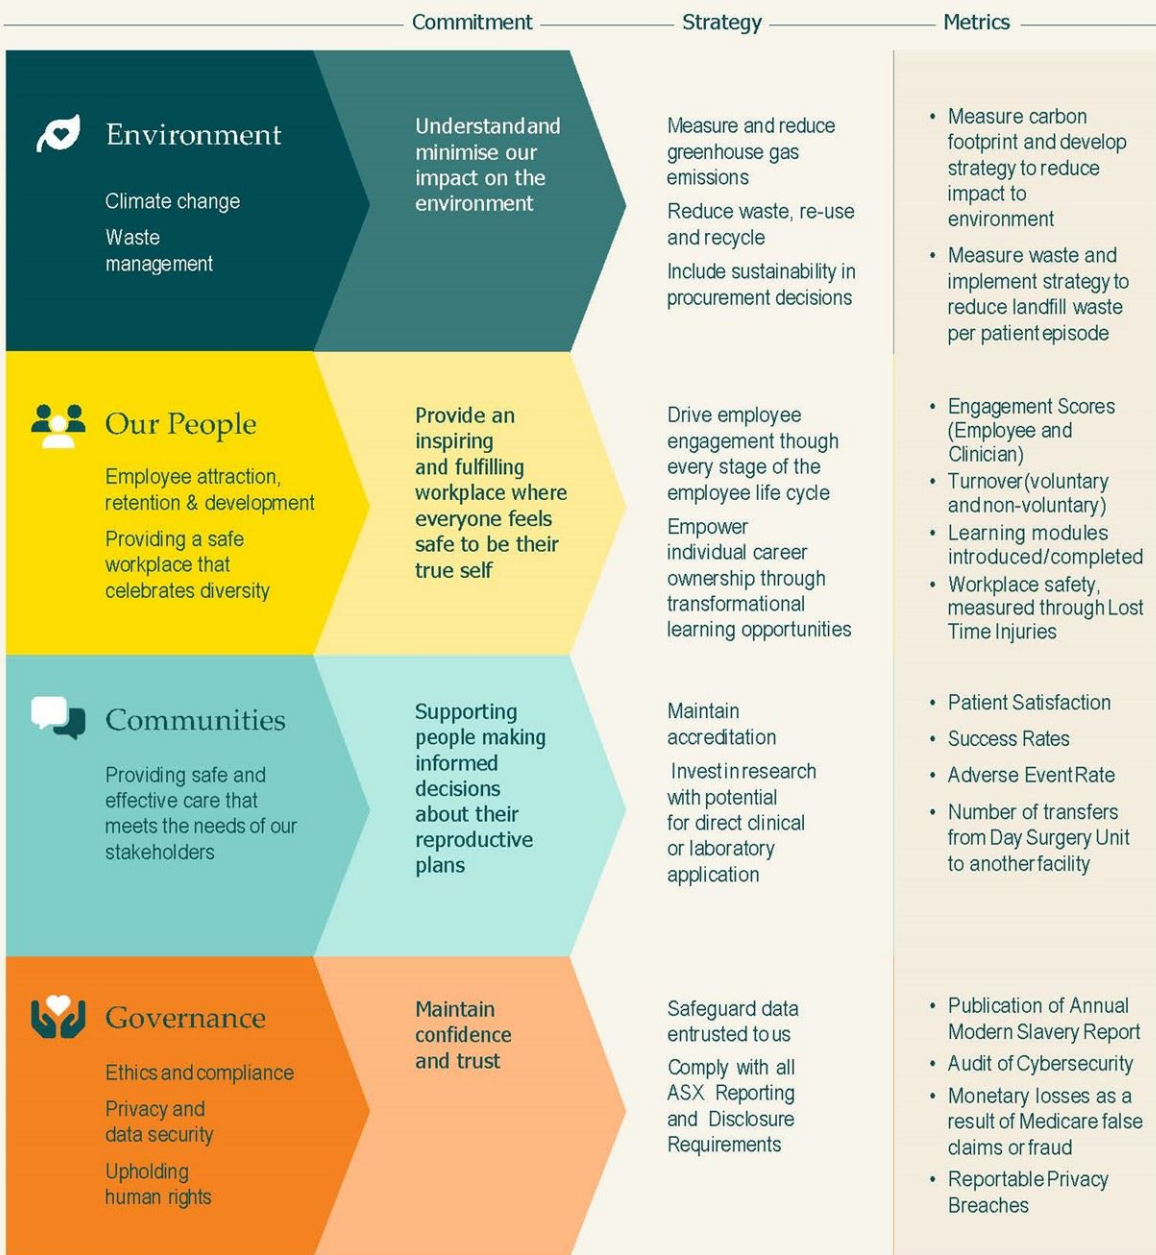 Commitment
Strategy
Metrics
Environment
Climate change
Waste
management
Understand and
minimise our
impact on the
environment
Measure and reduce
greenhouse gas
emissions
Reduce waste, re-use
and recycle
Include sustainability in
procurement decisions
• Measure carbon
footprint and develop
strategy to reduce
impact to
environment
• Measure waste and
implement strategy to
reduce landfill waste
per patient episode
Our People
Employee attraction,
retention & development
Providing a safe
workplace that
celebrates diversity
Provide an
inspiring
and fulfilling
workplace where
everyone feels
safe to be their
true self
Drive employee
engagement though
every stage of the
employee life cycle
Empower
individual career
ownership through
transformational
learning opportunities
• Engagement Scores
(Employee and
Clinician)
• Turnover (voluntary
and non-voluntary)
• Learning modules
introduced/completed
• Workplace safety,
measured through Lost
Time Injuries
Communities
Providing safe and
effective care that
meets the needs of our
stakeholders
Supporting
people making
informed
decisions
about their
reproductive
plans
Maintain
accreditation
Invest in research
with potential
for direct clinical
or laboratory
application
• Patient Satisfaction
• Success Rates
• Adverse Event Rate
• Number of transfers
from Day Surgery Unit
to another facility
Governance
Ethics and compliance
Privacy and
data security
Upholding
human rights
Maintain
confidence
and trust
Safeguard data
entrusted to us
Comply with all
ASX Reporting
and Disclosure
Requirements
• Publication of Annual
Modern Slavery Report
• Audit of Cybersecurity
• Monetary losses as a
result of Medicare false
claims or fraud
• Reportable Privacy
Breaches